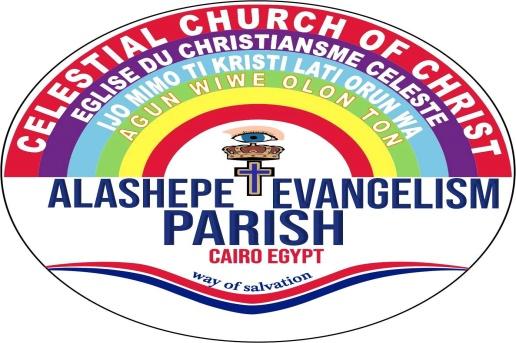 CELESTIAL CHURCH OF CHRIST
EGLISE DU CHRISTIANSME CELESTE
IJO MIMO TI KRISTI LATI ORUN WA
AGUN WIWE OLON TON
ALASHEPE EVANGELISM
PARISH
CAIRO EGYPT
way of salvation